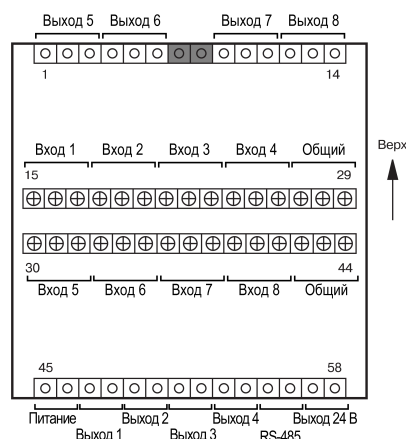 Выход 5 Выход 6 Выход 7 Выход 8
1 14
Вход 1 Вход 2 Вход 3 Вход 4 Общий
Верх
15 29
30 44
Вход 5 Вход 6 Вход 7 Вход 8 Общий
45 58
Питание Выход 2 Выход 4 Выход 24 В
Выход 1 Выход 3 RS-485